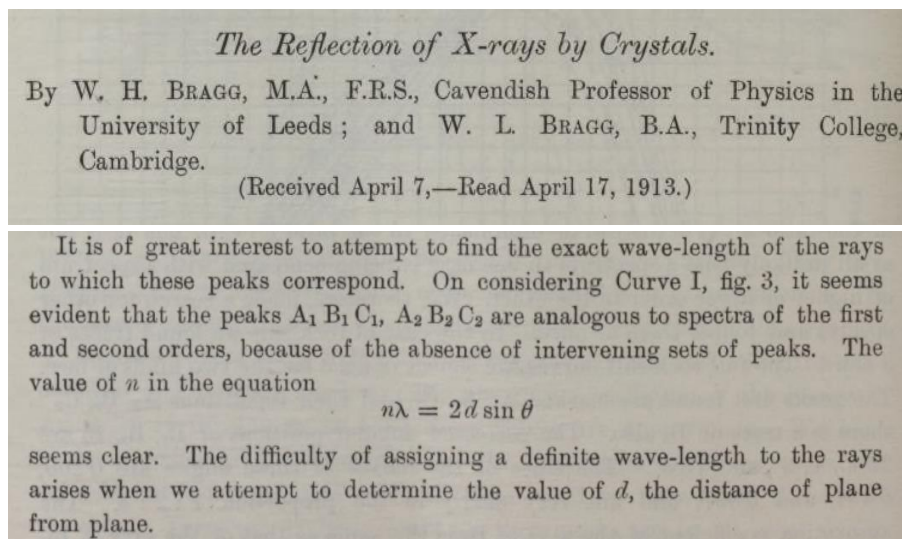 The Reflection of X-rays by Crystals.
By W. H. BRAGG, M.A., F.R.S., Cavendish Professor of Physics in the
University of Leeds ; and W. L. BRAGG, B.A., Trinity College,
Cambridge.
(Received April 7,—Read April 17, 1913.)
It is of great interest to attempt to find the exact wave-length of the rays
to which these peaks correspond. On considering Curve I, fig. 3, it seems
evident that the peaks A₁ B₁ C₁, A₂ B₂ C₂ are analogous to spectra of the first
and second orders, because of the absence of intervening sets of peaks. The
value of n in the equation
nλ = 2d sin θ
seems clear. The difficulty of assigning a definite wave-length to the rays
arises when we attempt to determine the value of d, the distance of plane
from plane.